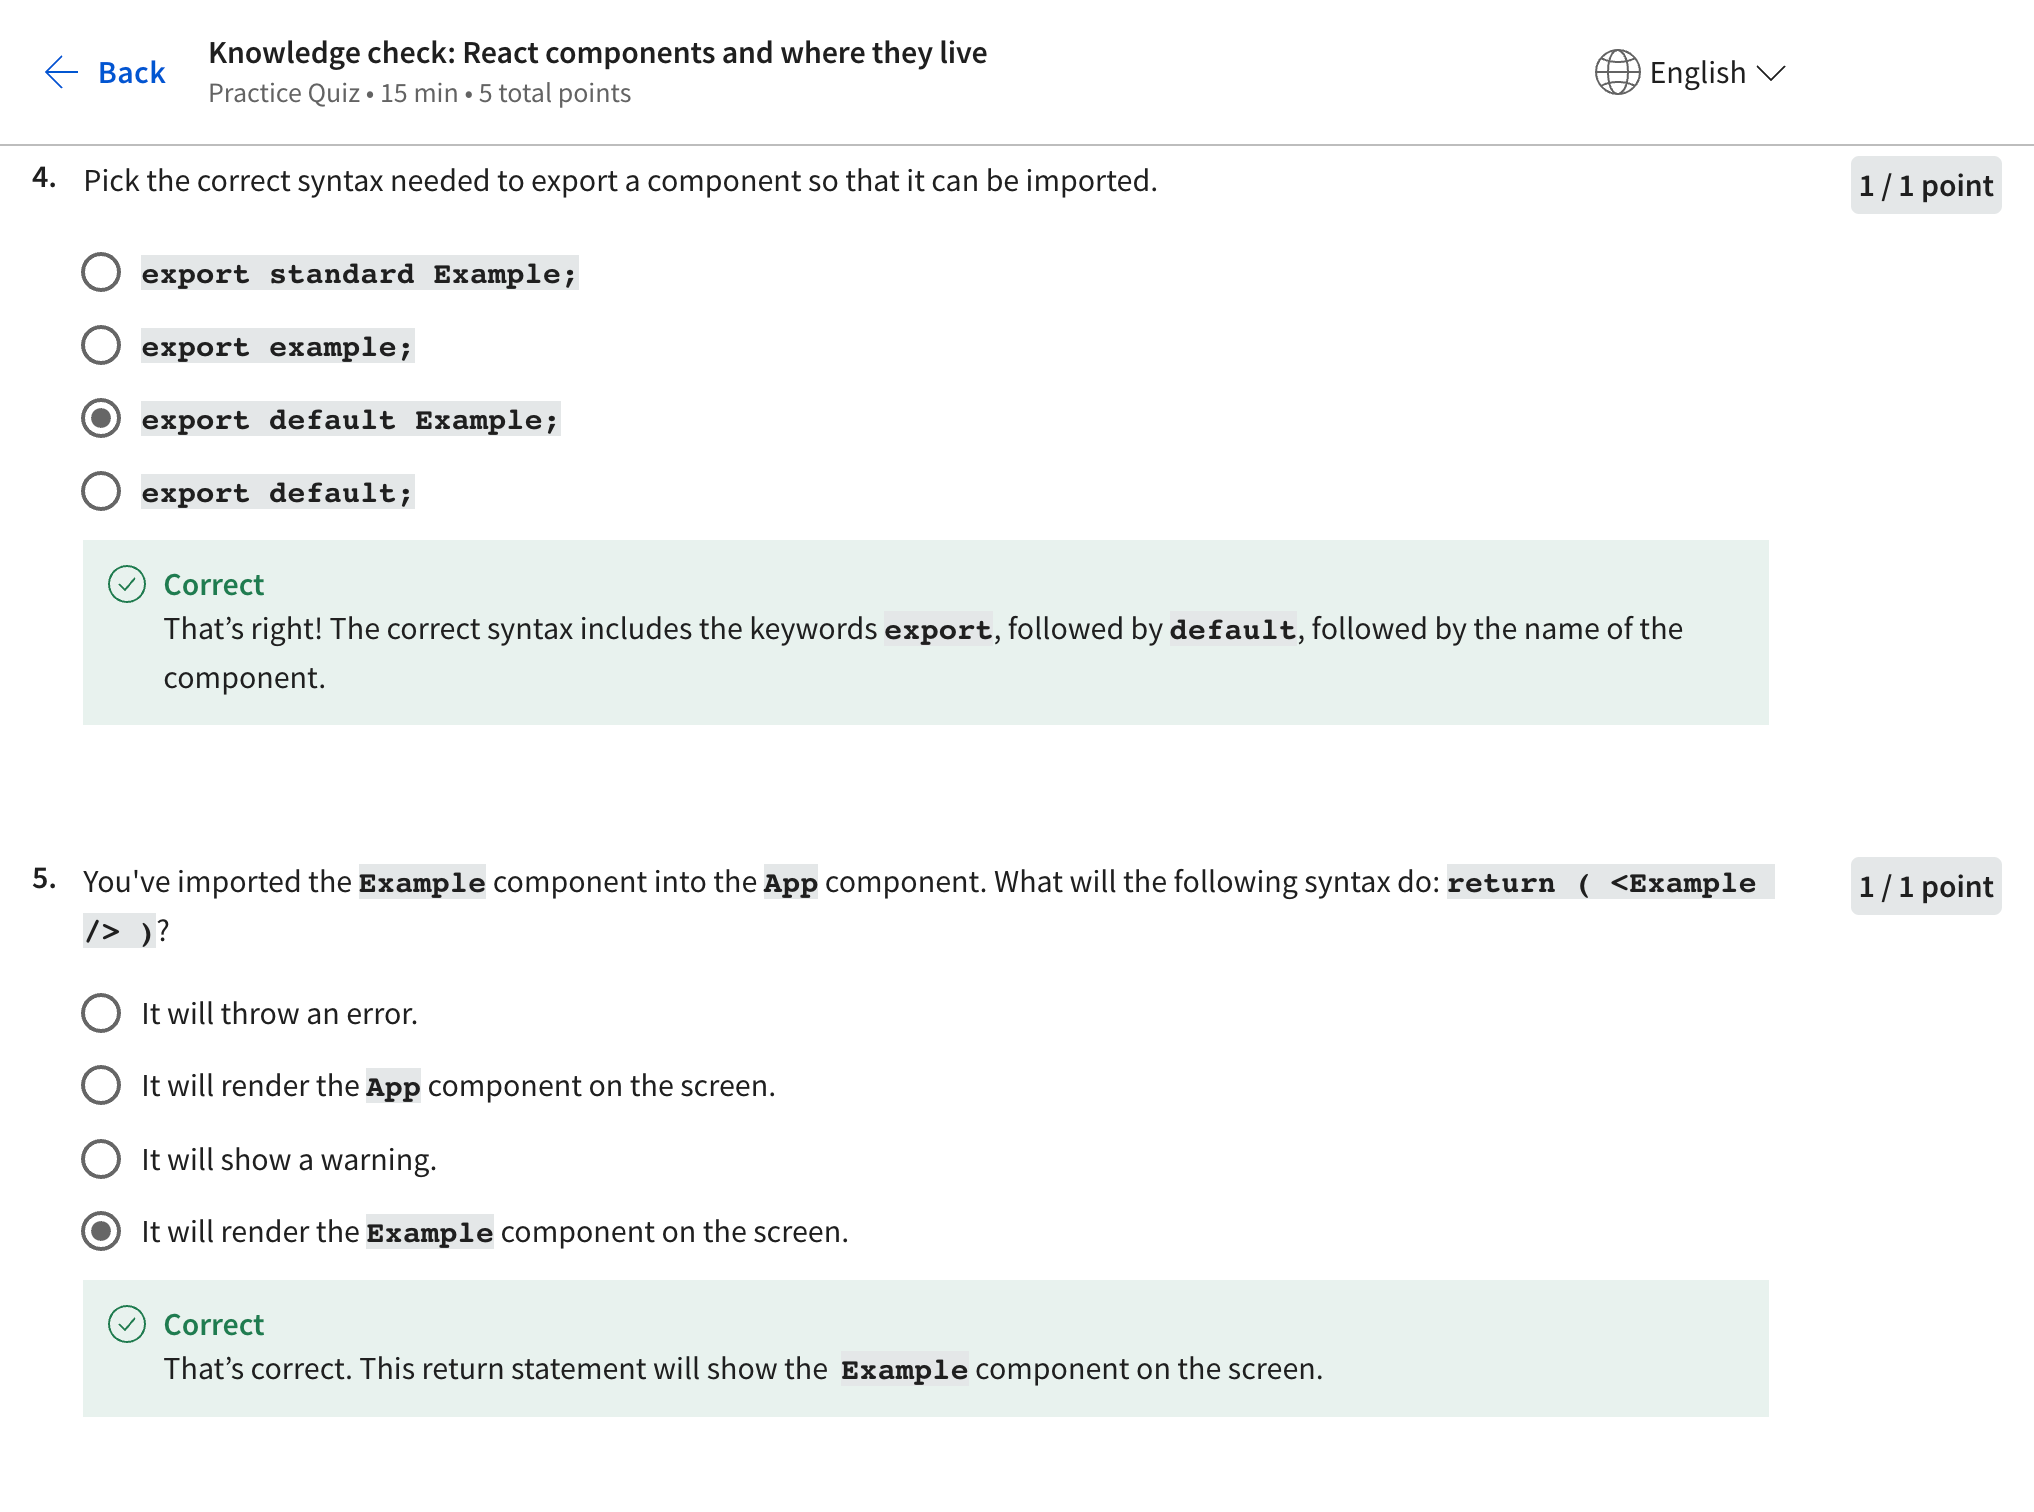 Back
Knowledge check: React components and where they live
Practice Quiz • 15 min • 5 total points
English
4. Pick the correct syntax needed to export a component so that it can be imported.
1 / 1 point
export standard Example;
export example;
export default Example;
export default;
Correct
That’s right! The correct syntax includes the keywords export, followed by default, followed by the name of the
component.
5. You've imported the Example component into the App component. What will the following syntax do: return ( <Example
/> )?
1 / 1 point
It will throw an error.
It will render the App component on the screen.
It will show a warning.
It will render the Example component on the screen.
Correct
That’s correct. This return statement will show the Example component on the screen.